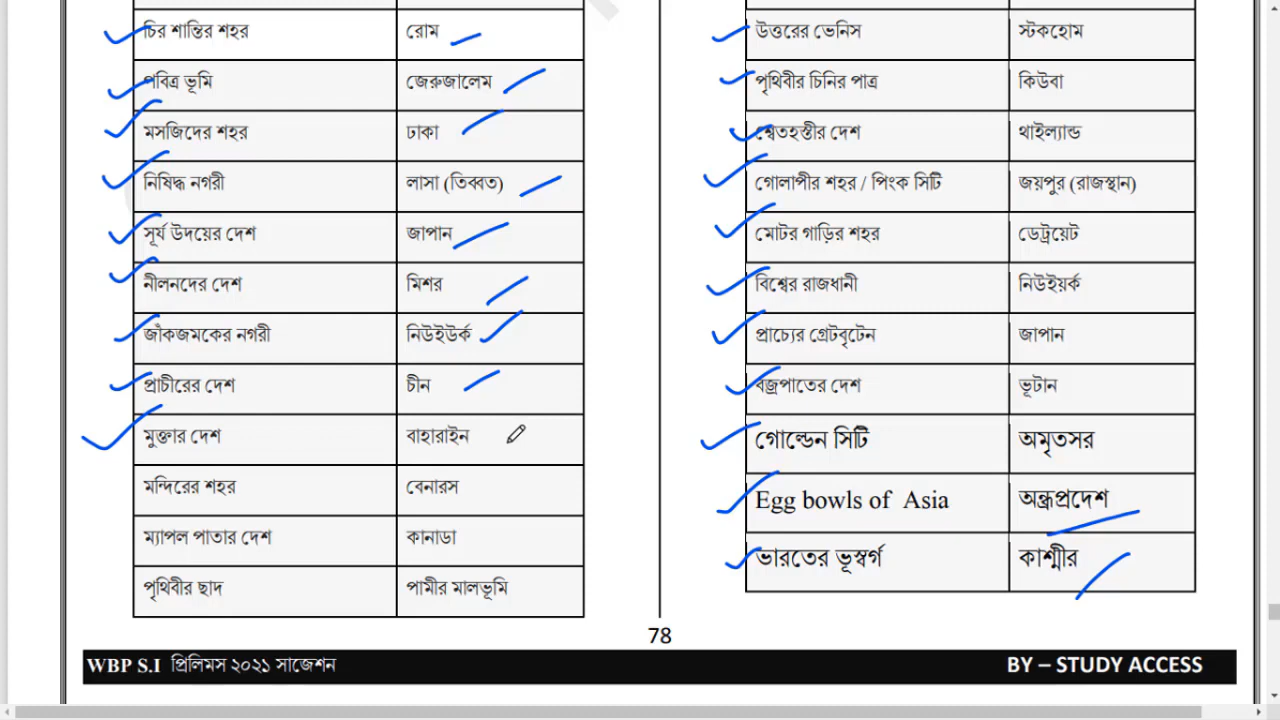 চির শান্তির শহর রোম
পবিত্র ভূমি জেরুজালেম
মসজিদের শহর ঢাকা
নিষিদ্ধ নগরী লাসা (তিব্বত)
সূর্য উদয়ের দেশ জাপান
নীলনদের দেশ মিশর
জাঁকজমকের নগরী নিউইউর্ক
প্রাচীরের দেশ চীন
মুক্তার দেশ বাহারাইন
মন্দিরের শহর বেনারস
ম্যাপল পাতার দেশ কানাডা
পৃথিবীর ছাদ পামীর মালভূমি
উত্তরের ভেনিস স্টকহোম
পৃথিবীর চিনির পাত্র কিউবা
শ্বেতহস্তীর দেশ থাইল্যান্ড
গোলাপীর শহর / পিংক সিটি জয়পুর (রাজস্থান)
মোটর গাড়ির শহর ডেট্রয়েট
বিশ্বের রাজধানী নিউইয়র্ক
প্রাচ্যের গ্রেটবৃটেন জাপান
বজ্রপাতের দেশ ভূটান
গোল্ডেন সিটি অমৃতসর
Egg bowls of Asia অন্ধ্রপ্রদেশ
ভারতের ভূস্বর্গ কাশ্মীর
78
WBP S.I প্রিলিমস ২০২১ সাজেশন BY – STUDY ACCESS